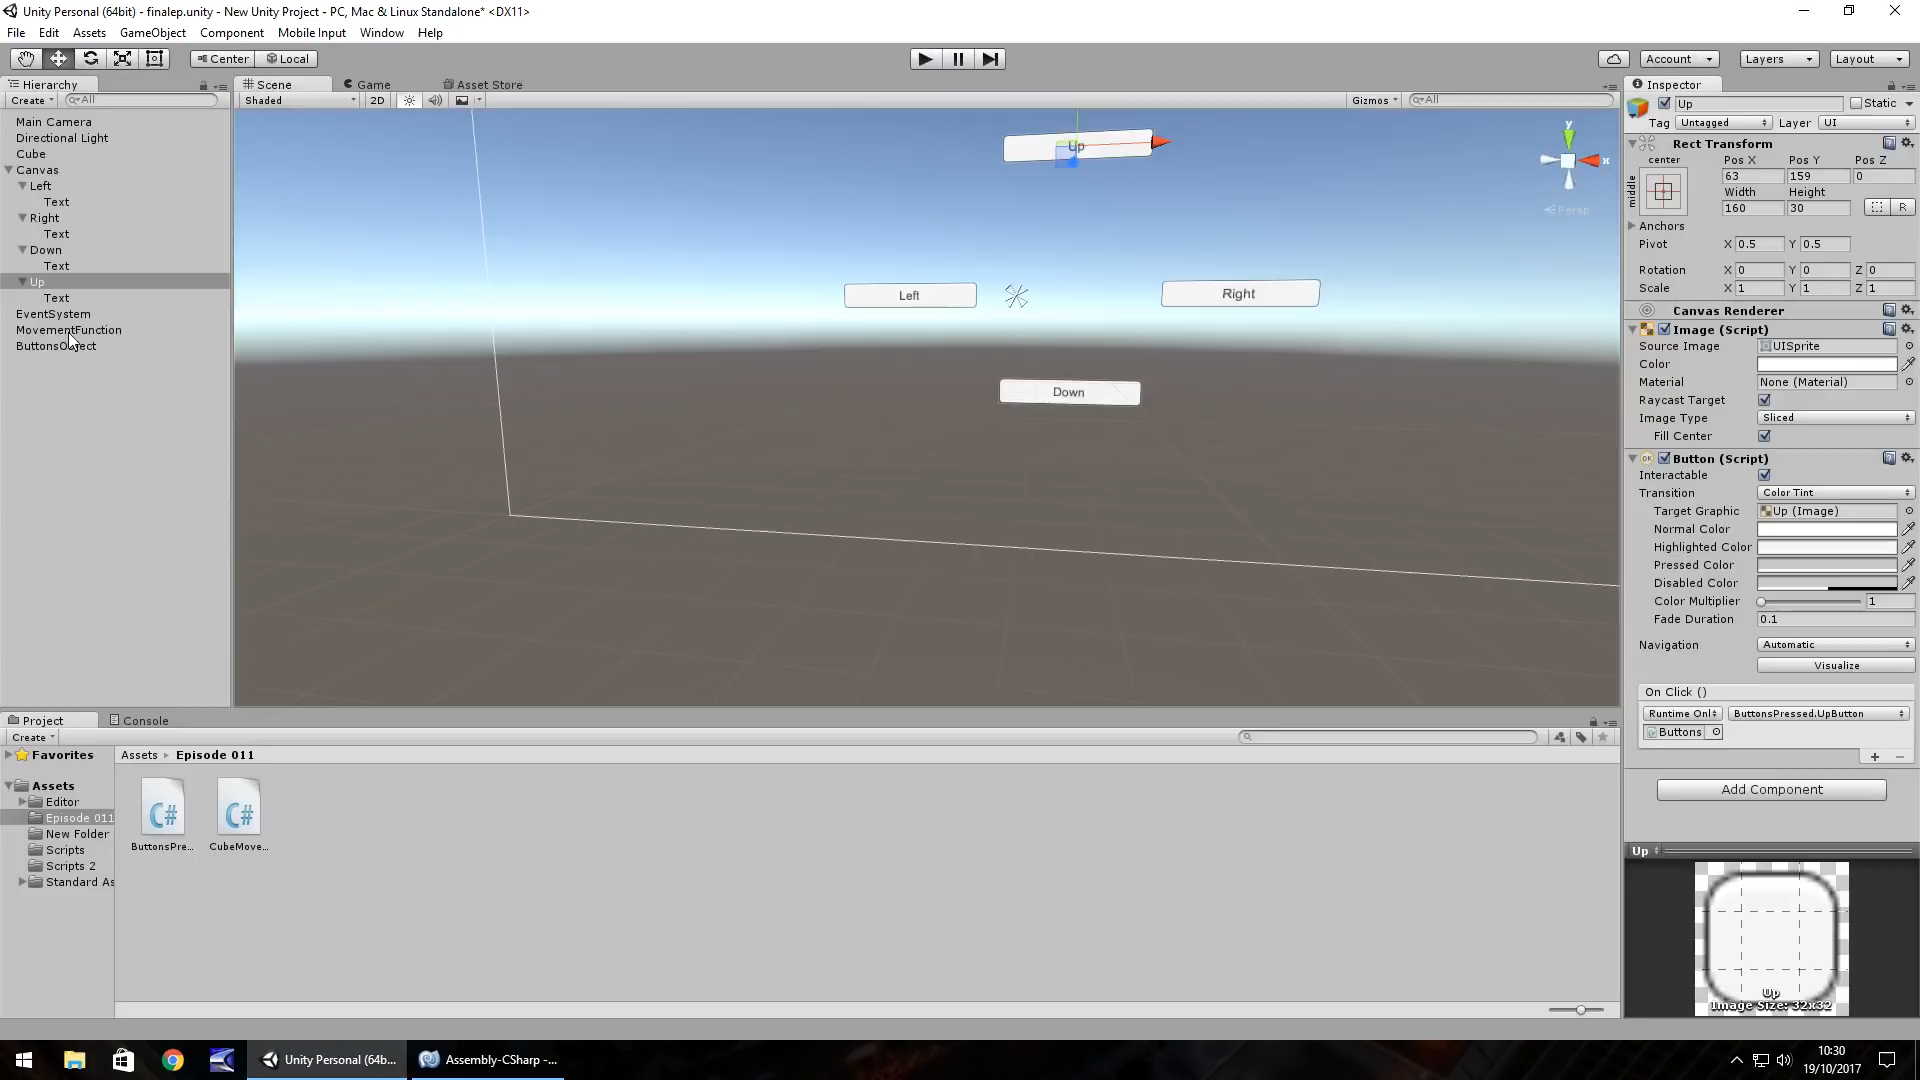 Unity Personal (64bit) - finalep.unity - New Unity Project - PC, Mac & Linux Standalone* <DX11>
File Edit Assets GameObject Component Mobile Input Window Help
Center Local Account Layers Layout
Hierarchy Scene Game Asset Store Inspector
Create All Shaded 2D Gizmos All Up Static
Tag Untagged Layer UI
Main Camera
Directional Light
Cube
Canvas
Left
Text
Right
Text
Down
Text
Up
Text
EventSystem
MovementFunction
ButtonsObject
Up
Left
Right
Down
y
x
Persp
Rect Transform
center Pos X Pos Y Pos Z
middle 63 159 0
Width Height
160 30 R
Anchors
Pivot X 0.5 Y 0.5
Rotation X 0 Y 0 Z 0
Scale X 1 Y 1 Z 1
Canvas Renderer
Image (Script)
Source Image UISprite
Color
Material None (Material)
Raycast Target
Image Type Sliced
Fill Center
OK Button (Script)
Interactable
Transition Color Tint
Target Graphic Up (Image)
Normal Color
Highlighted Color
Pressed Color
Disabled Color
Color Multiplier 1
Fade Duration 0.1
Navigation Automatic
Visualize
On Click ()
Runtime Onl ButtonsPressed.UpButton
Buttons
+ −
Add Component
Up
Up
Image Size: 32x32
Project Console
Create
Favorites Assets Episode 011
Assets
Editor
Episode 011
New Folder
Scripts
Scripts 2
Standard As
C# C#
ButtonsPre... CubeMove...
Unity Personal (64b... Assembly-CSharp -...
10:30
19/10/2017